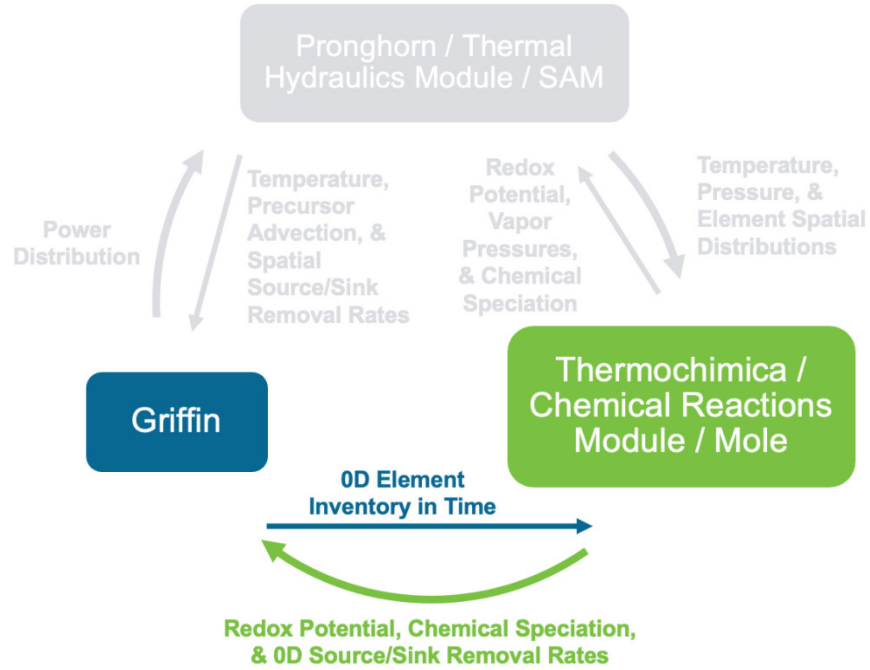 Pronghorn / Thermal
Hydraulics Module / SAM
Power
Distribution
Temperature,
Precursor
Advection, &
Spatial
Source/Sink
Removal Rates
Redox
Potential,
Vapor
Pressures,
& Chemical
Speciation
Temperature,
Pressure, &
Element Spatial
Distributions
Griffin
Thermochimica /
Chemical Reactions
Module / Mole
0D Element
Inventory in Time
Redox Potential, Chemical Speciation,
& 0D Source/Sink Removal Rates